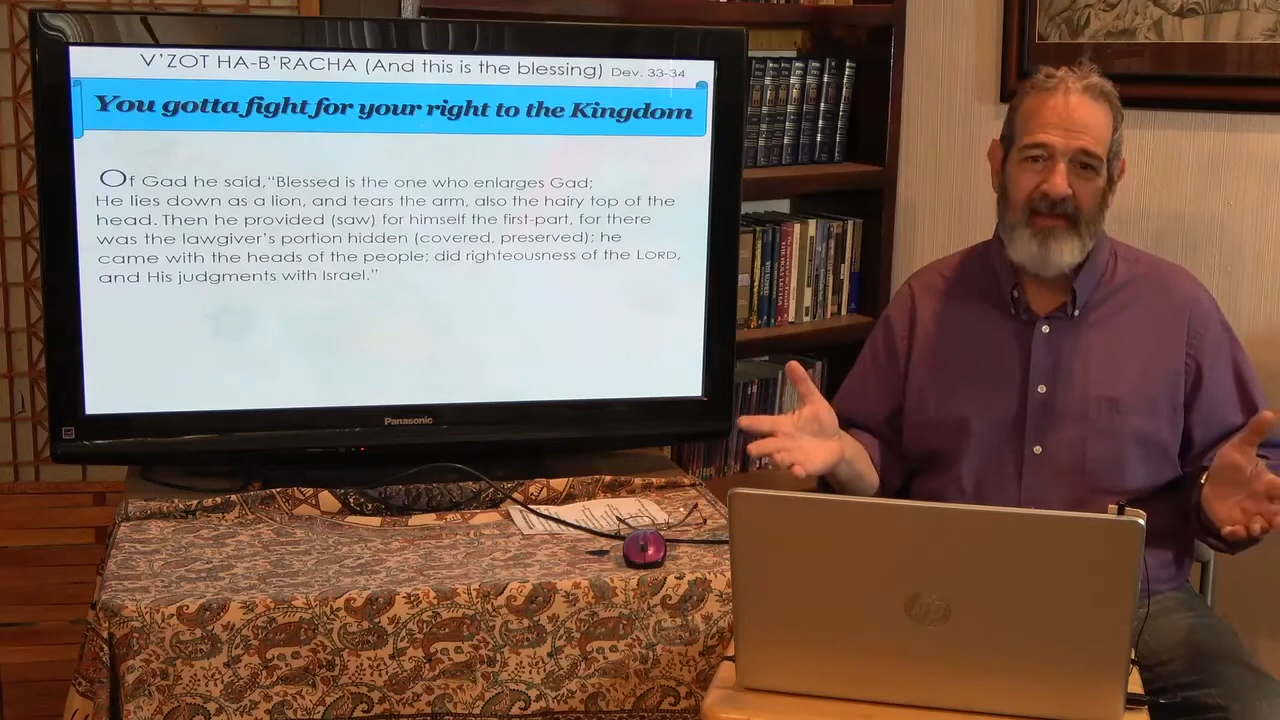 V'ZOT HA-B'RACHA (And this is the blessing) Dev. 33-34
You gotta fight for your right to the Kingdom
Of Gad he said, "Blessed is the one who enlarges Gad;
He lies down as a lion, and tears the arm, also the hairy top of the
head. Then he provided (saw) for himself the first-part, for there
was the lawgiver's portion hidden (covered, preserved); he
came with the heads of the people; did righteousness of the LORD,
and His judgments with Israel."
Panasonic
hp